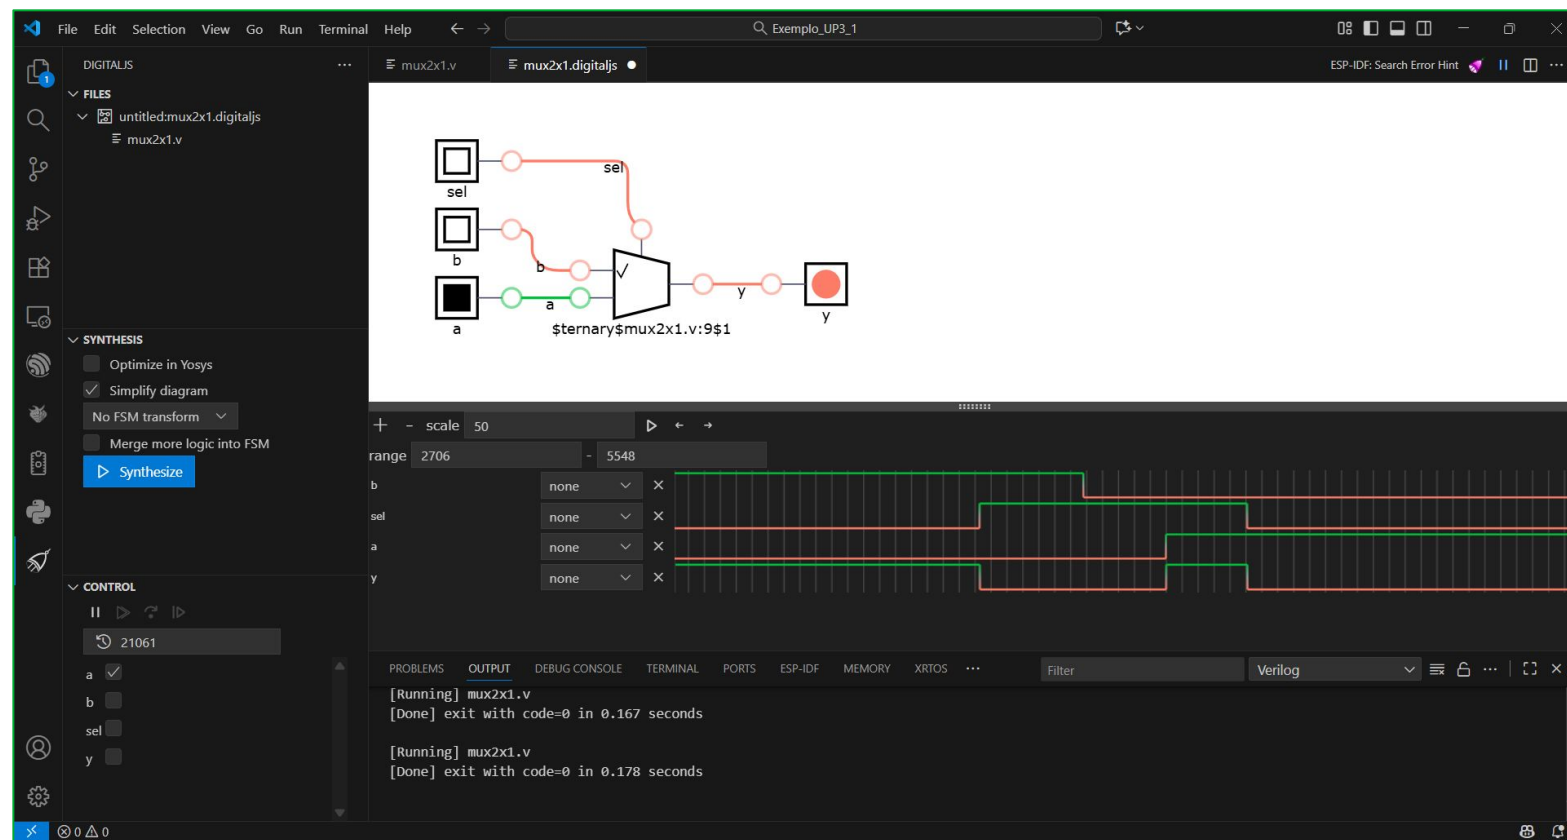 File Edit Selection View Go Run Terminal Help Exemplo_UP3_1
DIGITALJS
mux2x1.v mux2x1.digitaljs ESP-IDF: Search Error Hint
FILES
untitled:mux2x1.digitaljs
mux2x1.v
1
sel
sel
b
b
a
a
y
y
$ternary$mux2x1.v:9$1
SYNTHESIS
Optimize in Yosys
Simplify diagram
No FSM transform
Merge more logic into FSM
Synthesize
+ - scale 50
range 2706 - 5548
b none
sel none
a none
y none
CONTROL
21061
a
b
sel
y
PROBLEMS OUTPUT DEBUG CONSOLE TERMINAL PORTS ESP-IDF MEMORY XRTOS Filter Verilog
[Running] mux2x1.v
[Done] exit with code=0 in 0.167 seconds
[Running] mux2x1.v
[Done] exit with code=0 in 0.178 seconds
0 0